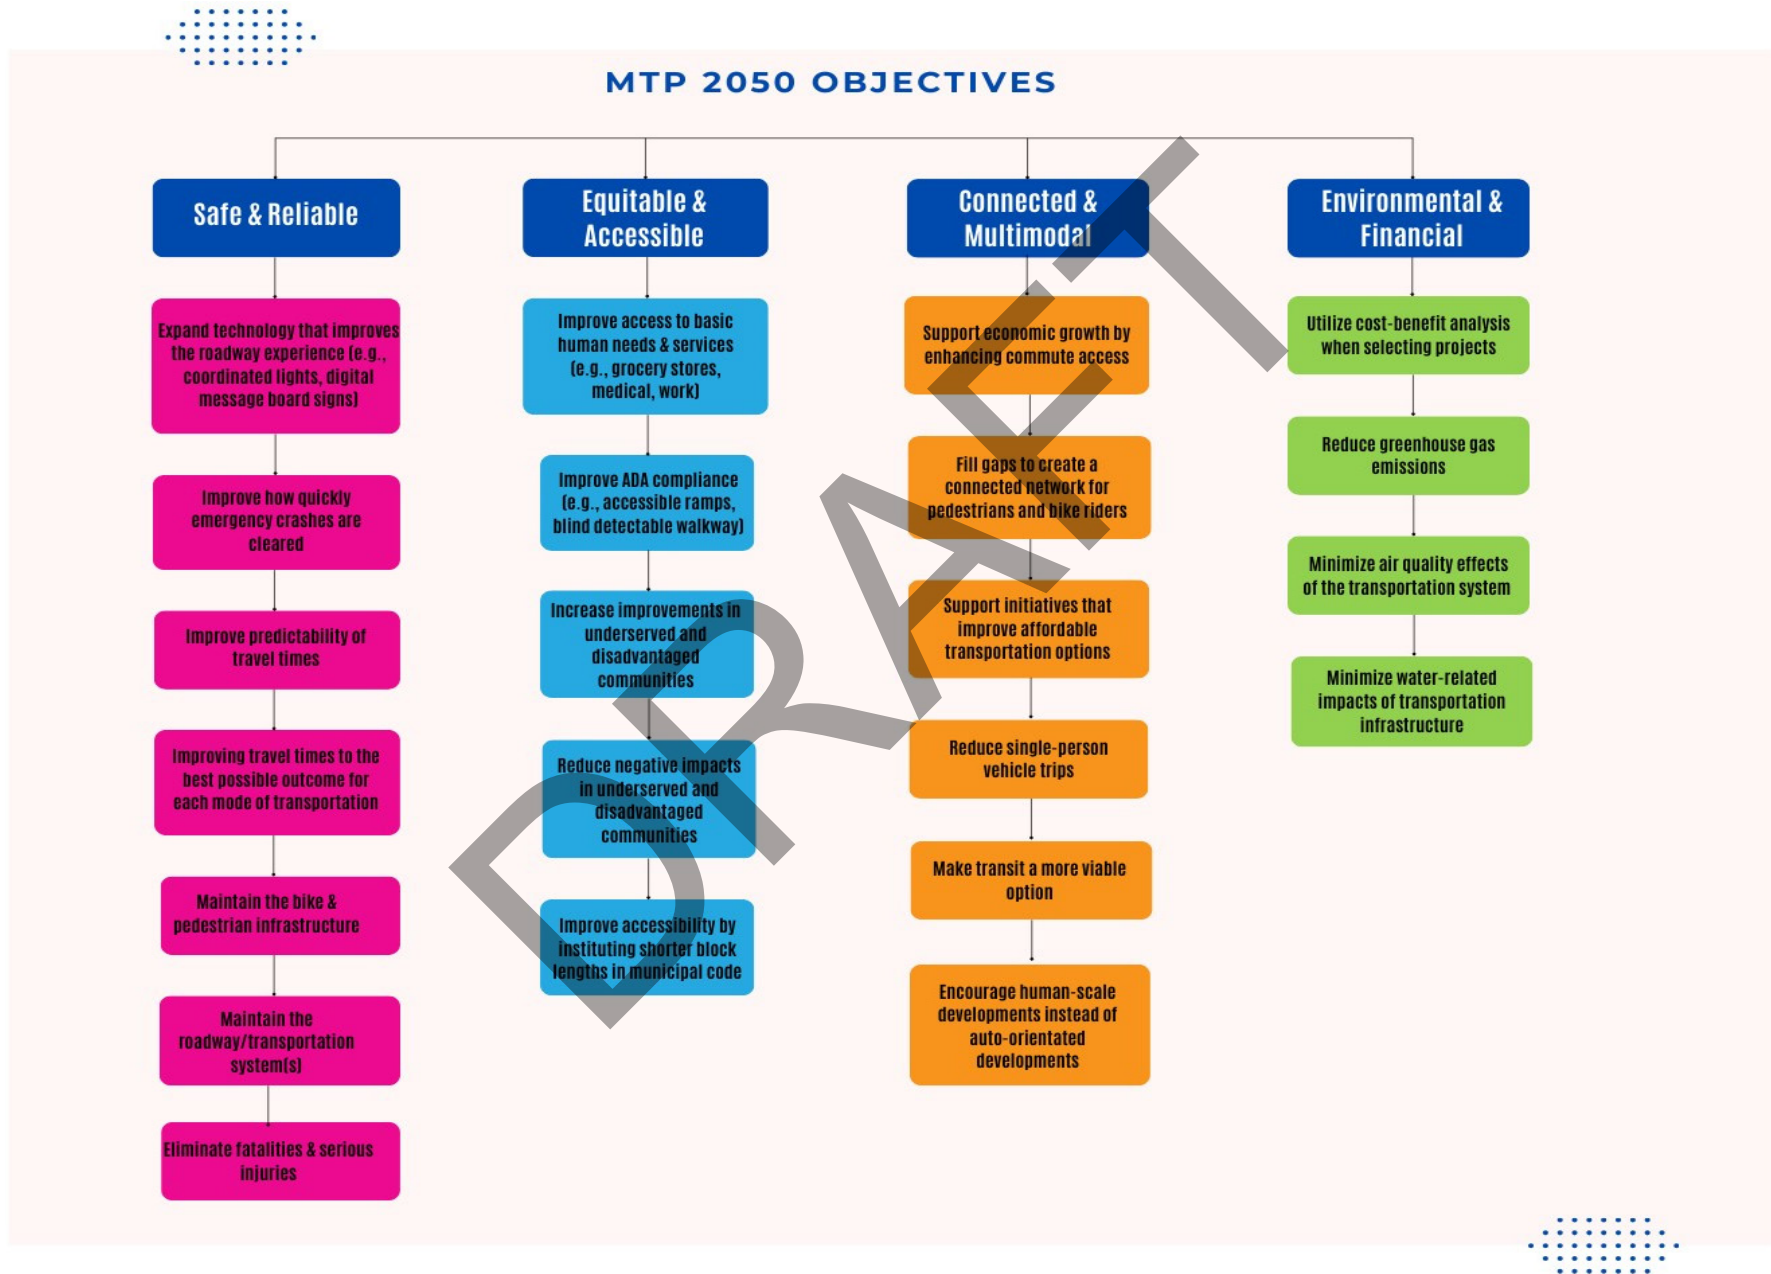 MTP 2050 OBJECTIVES
Safe & Reliable
Expand technology that improves
the roadway experience (e.g.,
coordinated lights, digital
message board signs)
Improve how quickly
emergency crashes are
cleared
Improve predictability of
travel times
Improving travel times to the
best possible outcome for
each mode of transportation
Maintain the bike &
pedestrian infrastructure
Maintain the
roadway/transportation
system(s)
Eliminate fatalities & serious
injuries
Equitable &
Accessible
Improve access to basic
human needs & services
(e.g., grocery stores,
medical, work)
Improve ADA compliance
(e.g., accessible ramps,
blind detectable walkway)
Increase improvements in
underserved and
disadvantaged
communities
Reduce negative impacts
in underserved and
disadvantaged
communities
Improve accessibility by
instituting shorter block
lengths in municipal code
Connected &
Multimodal
Support economic growth by
enhancing commute access
Fill gaps to create a
connected network for
pedestrians and bike riders
Support initiatives that
improve affordable
transportation options
Reduce single-person
vehicle trips
Make transit a more viable
option
Encourage human-scale
developments instead of
auto-orientated
developments
Environmental &
Financial
Utilize cost-benefit analysis
when selecting projects
Reduce greenhouse gas
emissions
Minimize air quality effects
of the transportation system
Minimize water-related
impacts of transportation
infrastructure
DRAFT